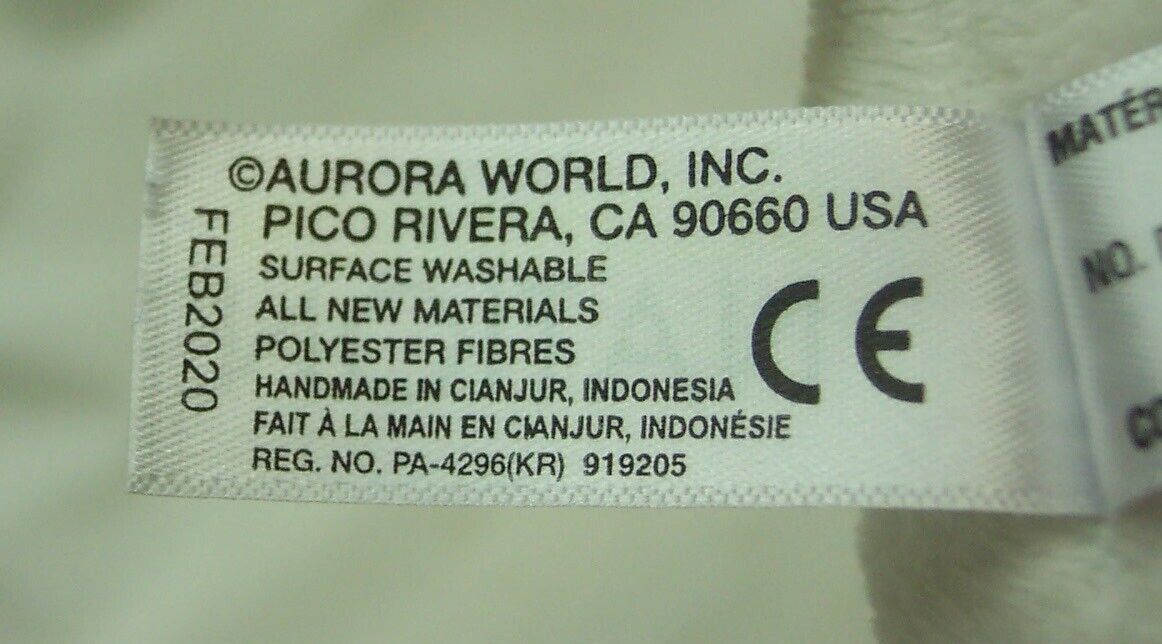 ©AURORA WORLD, INC.
PICO RIVERA, CA 90660 USA
SURFACE WASHABLE
ALL NEW MATERIALS
POLYESTER FIBRES
HANDMADE IN CIANJUR, INDONESIA
FAIT À LA MAIN EN CIANJUR, INDONÉSIE
REG. NO. PA-4296(KR) 919205
FEB2020
CE
NO.